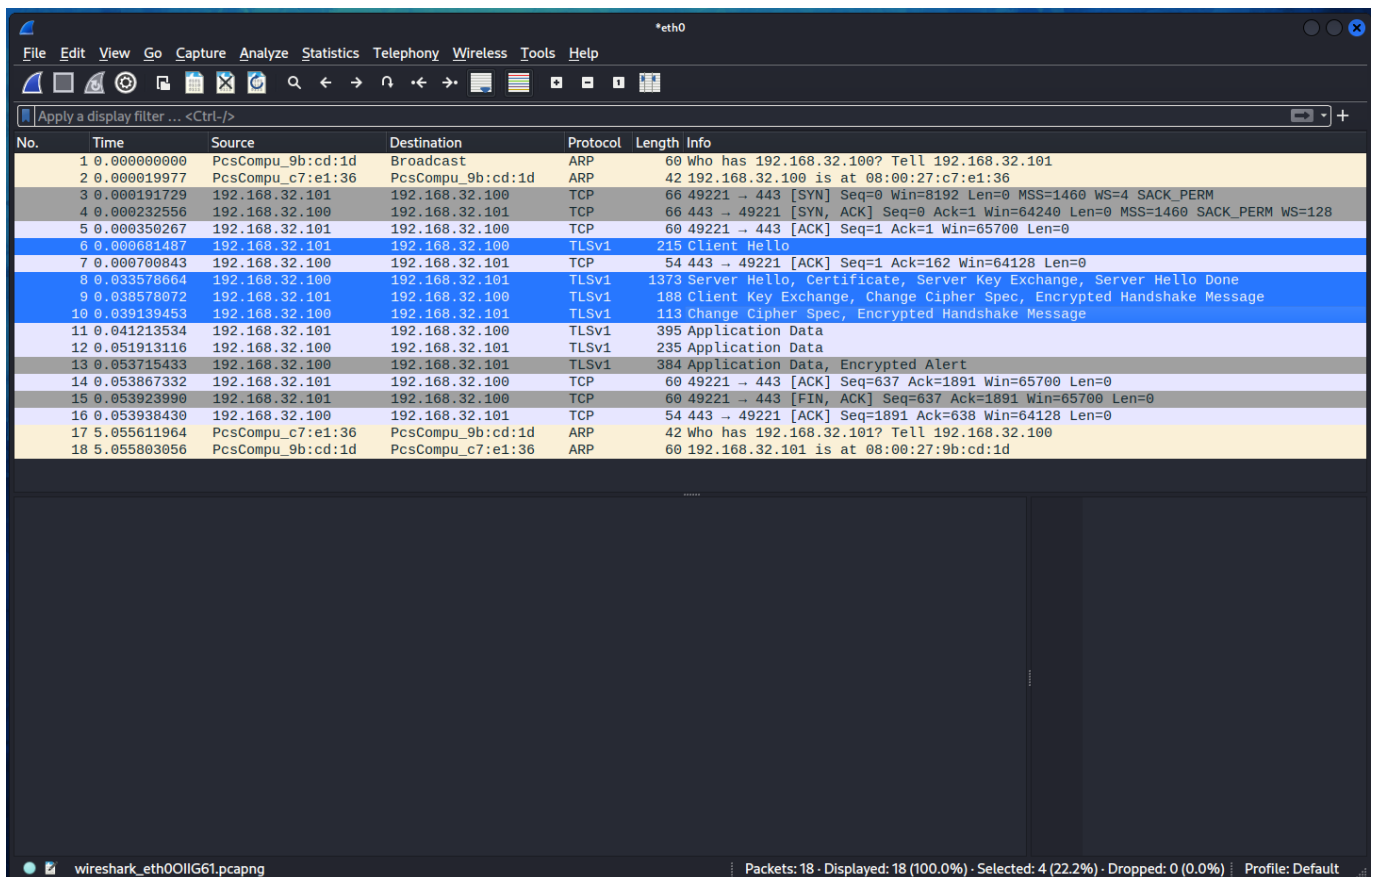 *eth0
File Edit View Go Capture Analyze Statistics Telephony Wireless Tools Help
Apply a display filter ... <Ctrl-/>
No. Time Source Destination Protocol Length Info
1 0.000000000 PcsCompu_9b:cd:1d Broadcast ARP 60 Who has 192.168.32.100? Tell 192.168.32.101
2 0.000019977 PcsCompu_c7:e1:36 PcsCompu_9b:cd:1d ARP 42 192.168.32.100 is at 08:00:27:c7:e1:36
3 0.000191729 192.168.32.101 192.168.32.100 TCP 66 49221 → 443 [SYN] Seq=0 Win=8192 Len=0 MSS=1460 WS=4 SACK_PERM
4 0.000232556 192.168.32.100 192.168.32.101 TCP 66 443 → 49221 [SYN, ACK] Seq=0 Ack=1 Win=64240 Len=0 MSS=1460 SACK_PERM WS=128
5 0.000350267 192.168.32.101 192.168.32.100 TCP 60 49221 → 443 [ACK] Seq=1 Ack=1 Win=65700 Len=0
6 0.000681487 192.168.32.101 192.168.32.100 TLSv1 215 Client Hello
7 0.000700843 192.168.32.100 192.168.32.101 TCP 54 443 → 49221 [ACK] Seq=1 Ack=162 Win=64128 Len=0
8 0.033578664 192.168.32.100 192.168.32.101 TLSv1 1373 Server Hello, Certificate, Server Key Exchange, Server Hello Done
9 0.038578072 192.168.32.101 192.168.32.100 TLSv1 188 Client Key Exchange, Change Cipher Spec, Encrypted Handshake Message
10 0.039139453 192.168.32.100 192.168.32.101 TLSv1 113 Change Cipher Spec, Encrypted Handshake Message
11 0.041213534 192.168.32.101 192.168.32.100 TLSv1 395 Application Data
12 0.051913116 192.168.32.100 192.168.32.101 TLSv1 235 Application Data
13 0.053715433 192.168.32.100 192.168.32.101 TLSv1 384 Application Data, Encrypted Alert
14 0.053867332 192.168.32.101 192.168.32.100 TCP 60 49221 → 443 [ACK] Seq=637 Ack=1891 Win=65700 Len=0
15 0.053923990 192.168.32.101 192.168.32.100 TCP 60 49221 → 443 [FIN, ACK] Seq=637 Ack=1891 Win=65700 Len=0
16 0.053938430 192.168.32.100 192.168.32.101 TCP 54 443 → 49221 [ACK] Seq=1891 Ack=638 Win=64128 Len=0
17 5.055611964 PcsCompu_c7:e1:36 PcsCompu_9b:cd:1d ARP 42 Who has 192.168.32.101? Tell 192.168.32.100
18 5.055803056 PcsCompu_9b:cd:1d PcsCompu_c7:e1:36 ARP 60 192.168.32.101 is at 08:00:27:9b:cd:1d
wireshark_eth0OIIG61.pcapng Packets: 18 · Displayed: 18 (100.0%) · Selected: 4 (22.2%) · Dropped: 0 (0.0%) Profile: Default